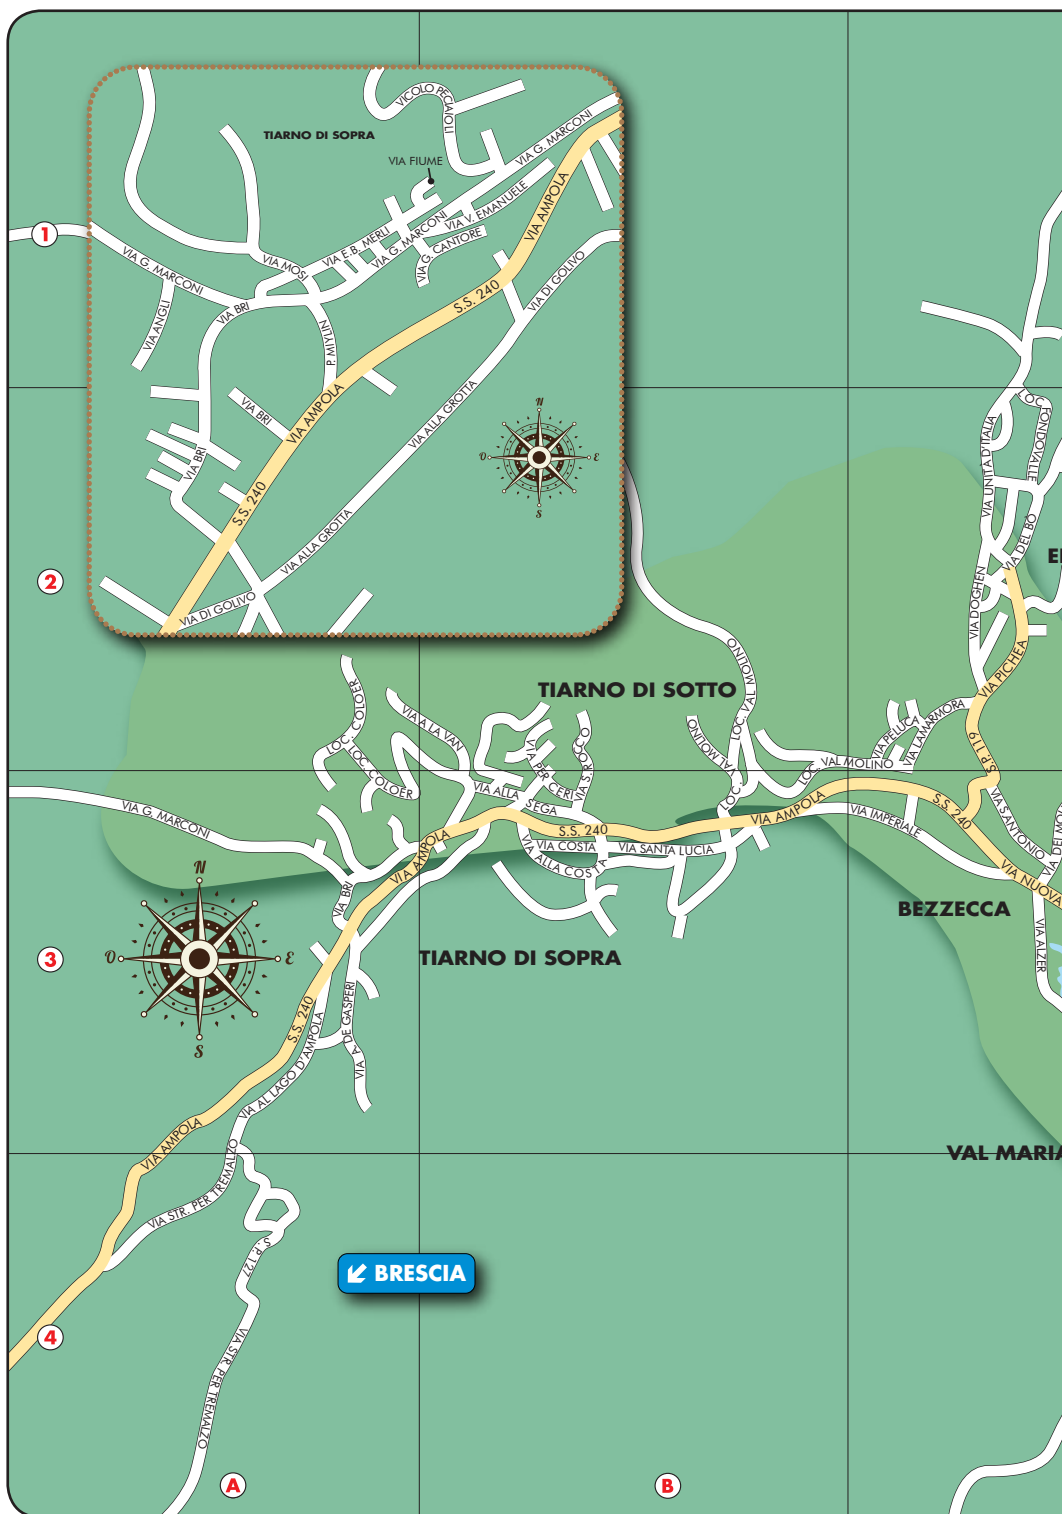 VICOLO PECIAIOLI
TIARNO DI SOPRA
VIA G. MARCONI
VIA FIUME
VIA V. EMANUELE
VIA AMPOLA
1
VIA E.B. MERLI
VIA G. MARCONI
VIA G. CANTORE
VIA G. MARCONI
VIA MOSI
VIA DI GOLIVO
S.S. 240
VIA BRI
VIA ANGLI
P. WIYLIN
VIA AMPOLA
VIA BRI
VIA ALLA GROTTA
N
O
E
S
VIA BRI
S.S. 240
VIA ALLA GROTTA
VIA DI GOLIVO
LOC. FONDOVALLE
VIA UNITÀ D'ITALIA
VIA DEL BO
2
VIA DOGHEN
VIA PICHEA
TIARNO DI SOTTO
LOC. VAL MOLINO
LOC. COLOER
LOC. COLOER
VIA A LA VAN
VIA PER CERI
VIA S.ROCCO
VAL MOLINO
LOC.
LOC. VAL MOLINO
VIA PELUCA
VIA LAMARMORA
S.P. 119
VIA G. MARCONI
VIA ALLA SEGA
S.S. 240
VIA AMPOLA
VIA AMPOLA
VIA IMPERIALE
S.S. 240
VIA S.ANTONIO
VIA COSTA
VIA SANTA LUCIA
VIA ALLA COSTA
VIA NUOVA
VIA BRI
BEZZECCA
VIA ALZER
N
O
E
S
3
TIARNO DI SOPRA
S.S. 240
VIA A. DE GASPERI
VIA AL LAGO D'AMPOLA
VIA AMPOLA
VAL MARIA
VIA STR. PER TREMALZO
S.P. 127
BRESCIA
4
VIA STR. PER TREMALZO
A
B